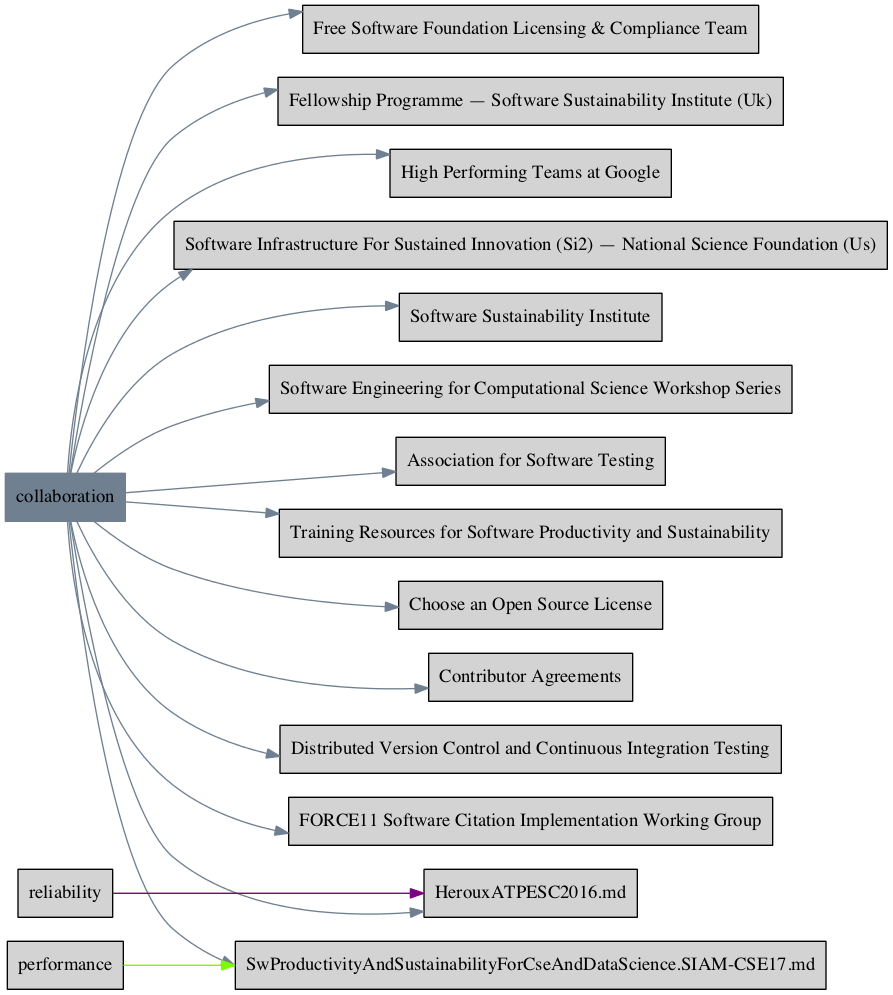 Free Software Foundation Licensing & Compliance Team
Fellowship Programme — Software Sustainability Institute (Uk)
High Performing Teams at Google
Software Infrastructure For Sustained Innovation (Si2) — National Science Foundation (Us)
Software Sustainability Institute
Software Engineering for Computational Science Workshop Series
Association for Software Testing
collaboration
Training Resources for Software Productivity and Sustainability
Choose an Open Source License
Contributor Agreements
Distributed Version Control and Continuous Integration Testing
FORCE11 Software Citation Implementation Working Group
reliability
HerouxATPESC2016.md
performance
SwProductivityAndSustainabilityForCseAndDataScience.SIAM-CSE17.md